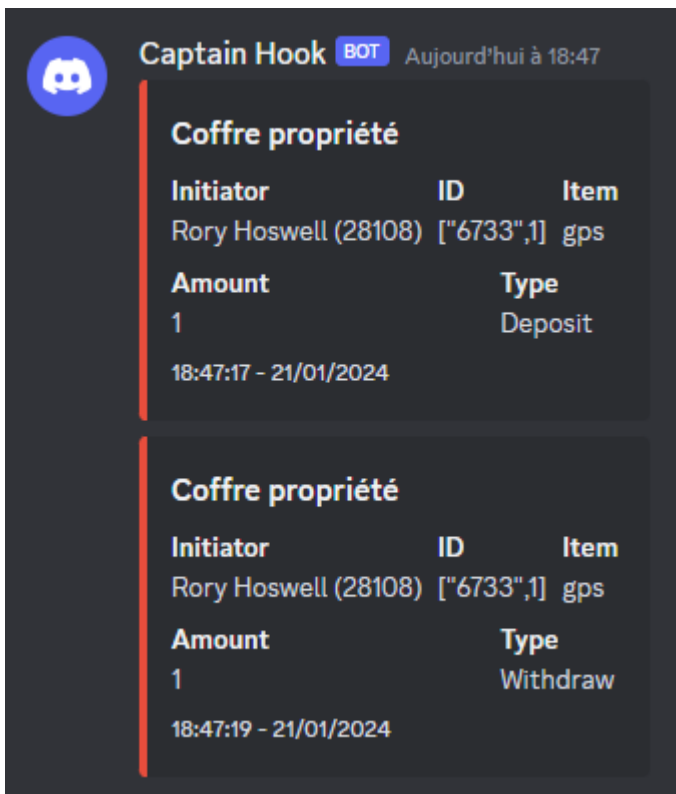 Captain Hook BOT Aujourd'hui à 18:47
Coffre propriété
Initiator ID Item
Rory Hoswell (28108) ["6733",1] gps
Amount Type
1 Deposit
18:47:17 - 21/01/2024
Coffre propriété
Initiator ID Item
Rory Hoswell (28108) ["6733",1] gps
Amount Type
1 Withdraw
18:47:19 - 21/01/2024